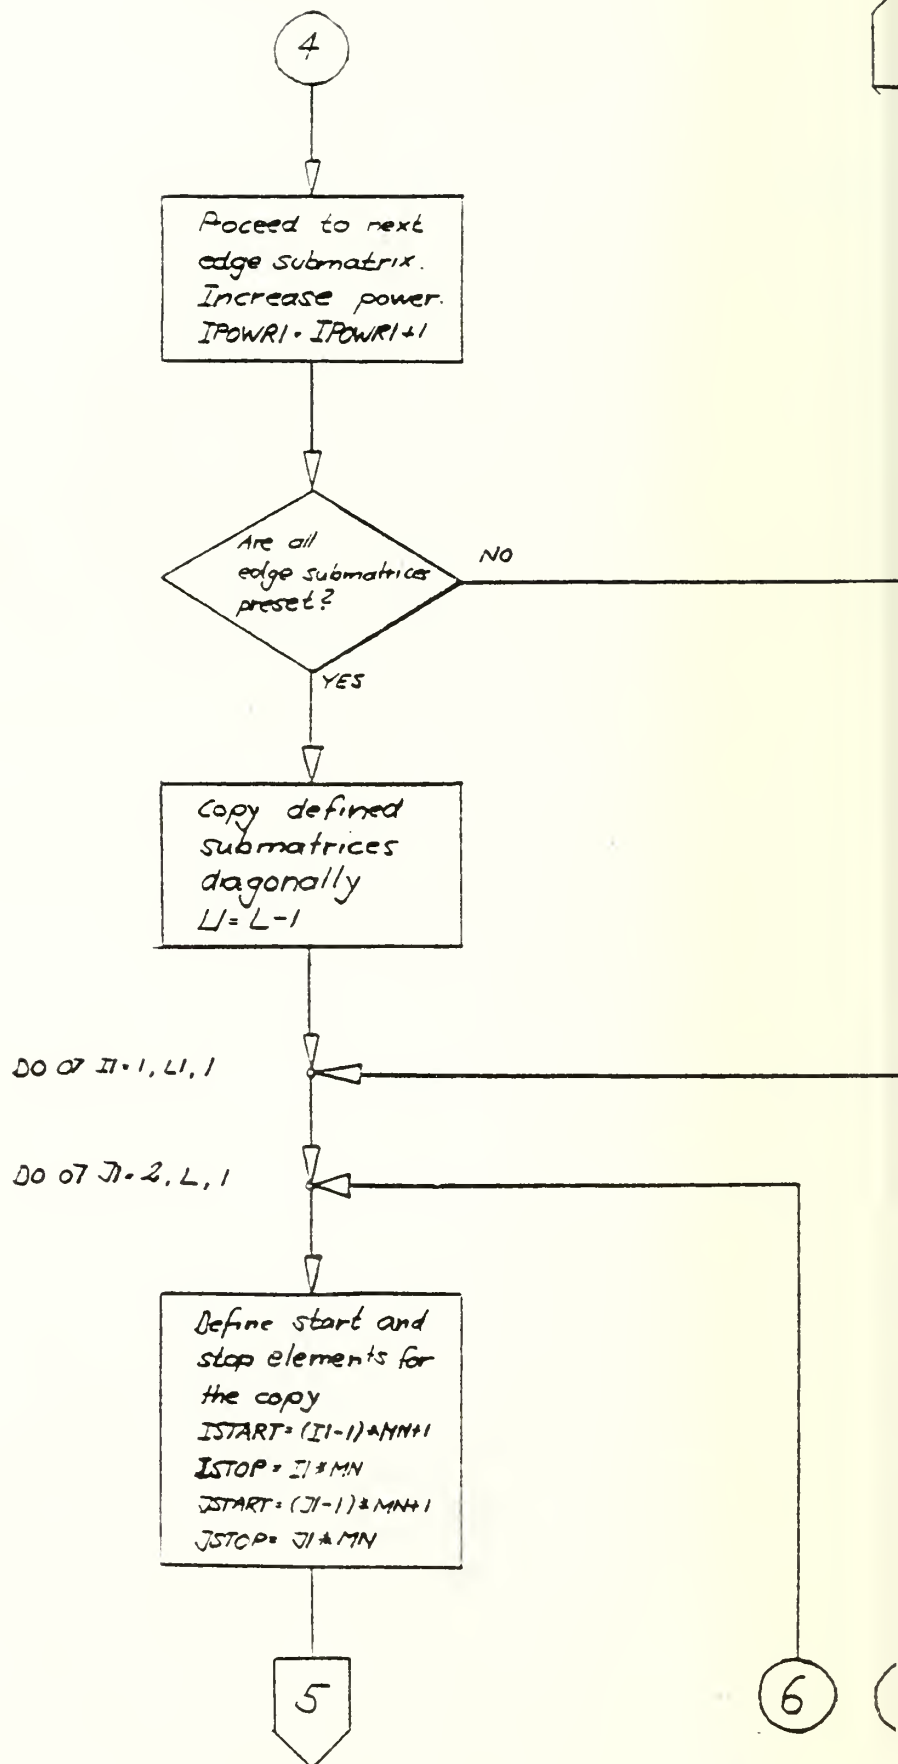 4
Proceed to next
edge submatrix.
Increase power.
IPOWR1 = IPOWR1+1
Are all
edge submatrices
preset?
NO
YES
Copy defined
submatrices
diagonally
L1 = L-1
DO 07 I1=1, L1, 1
DO 07 J1=2, L, 1
Define start and
stop elements for
the copy
ISTART = (I1-1)*MN+1
ISTOP = I1*MN
JSTART = (J1-1)*MN+1
JSTOP = J1*MN
5
6